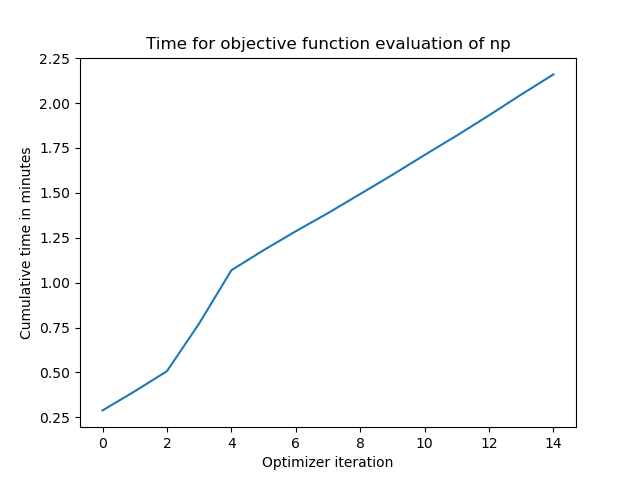 Time for objective function evaluation of np
2.25
2.00
1.75
1.50
1.25
1.00
0.75
0.50
0.25
Cumulative time in minutes
0 2 4 6 8 10 12 14
Optimizer iteration